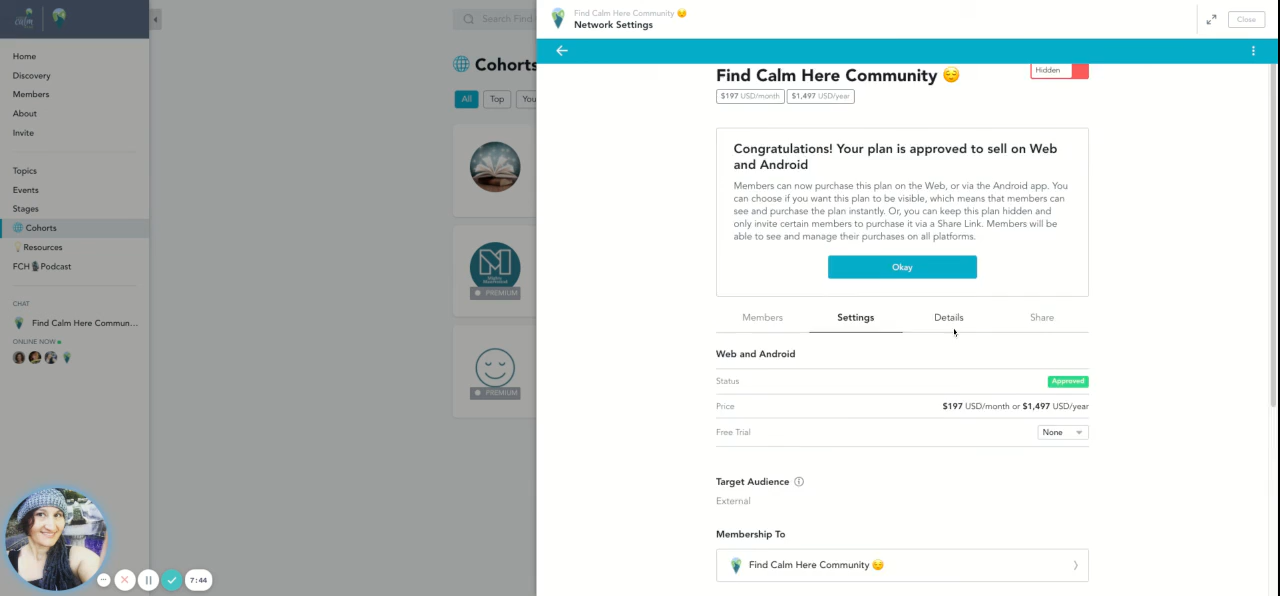 Find Calm Here Community 😌
Network Settings
Close
Search Find
Home
Discovery
Members
About
Invite
Topics
Events
Stages
🌐 Cohorts
💡Resources
FCH🎙️Podcast
CHAT
Find Calm Here Commun...
ONLINE NOW
7:44
🌐 Cohorts
All Top You
PREMIUM
PREMIUM
Find Calm Here Community 😌
Hidden
$197 USD/month $1,497 USD/year
Congratulations! Your plan is approved to sell on Web
and Android
Members can now purchase this plan on the Web, or via the Android app. You
can choose if you want this plan to be visible, which means that members can
see and purchase the plan instantly. Or, you can keep this plan hidden and
only invite certain members to purchase it via a Share Link. Members will be
able to see and manage their purchases on all platforms.
Okay
Members Settings Details Share
Web and Android
Status Approved
Price $197 USD/month or $1,497 USD/year
Free Trial None
Target Audience
External
Membership To
Find Calm Here Community 😌